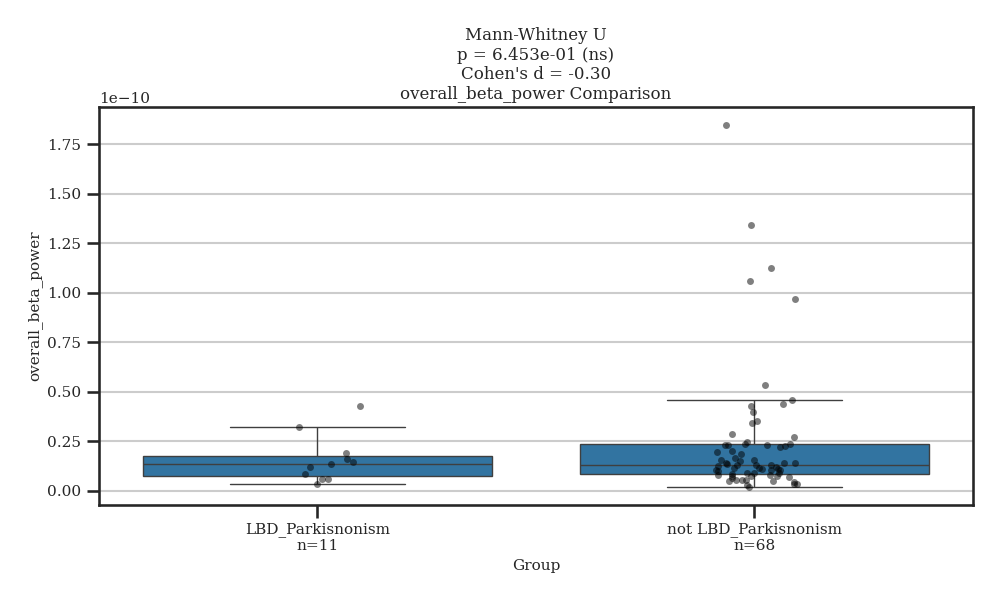 Mann-Whitney U
p = 6.453e-01 (ns)
Cohen's d = -0.30
overall_beta_power Comparison
1e−10
overall_beta_power
1.75
1.50
1.25
1.00
0.75
0.50
0.25
0.00
LBD_Parkisnonism
n=11
not LBD_Parkisnonism
n=68
Group